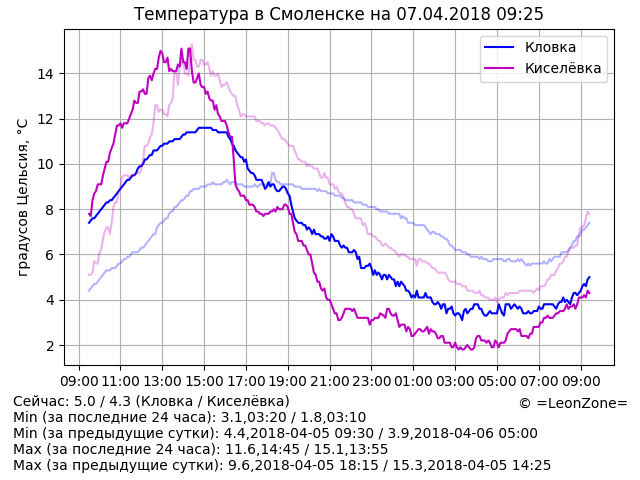 Температура в Смоленске на 07.04.2018 09:25
Кловка
Киселёвка
градусов Цельсия, °C
14
12
10
8
6
4
2
09:00 11:00 13:00 15:00 17:00 19:00 21:00 23:00 01:00 03:00 05:00 07:00 09:00
Сейчас: 5.0 / 4.3 (Кловка / Киселёвка)
© =LeonZone=
Min (за последние 24 часа): 3.1,03:20 / 1.8,03:10
Min (за предыдущие сутки): 4.4,2018-04-05 09:30 / 3.9,2018-04-06 05:00
Max (за последние 24 часа): 11.6,14:45 / 15.1,13:55
Max (за предыдущие сутки): 9.6,2018-04-05 18:15 / 15.3,2018-04-05 14:25